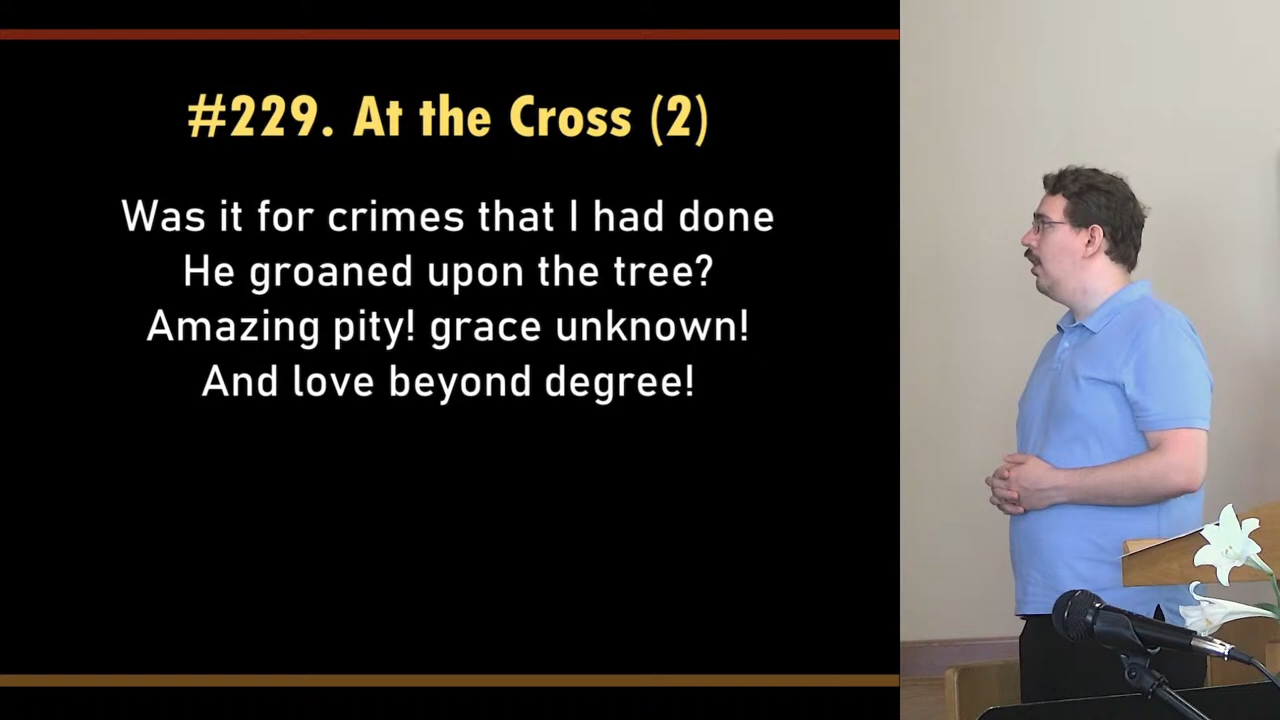 #229. At the Cross (2)
Was it for crimes that I had done
He groaned upon the tree?
Amazing pity! grace unknown!
And love beyond degree!